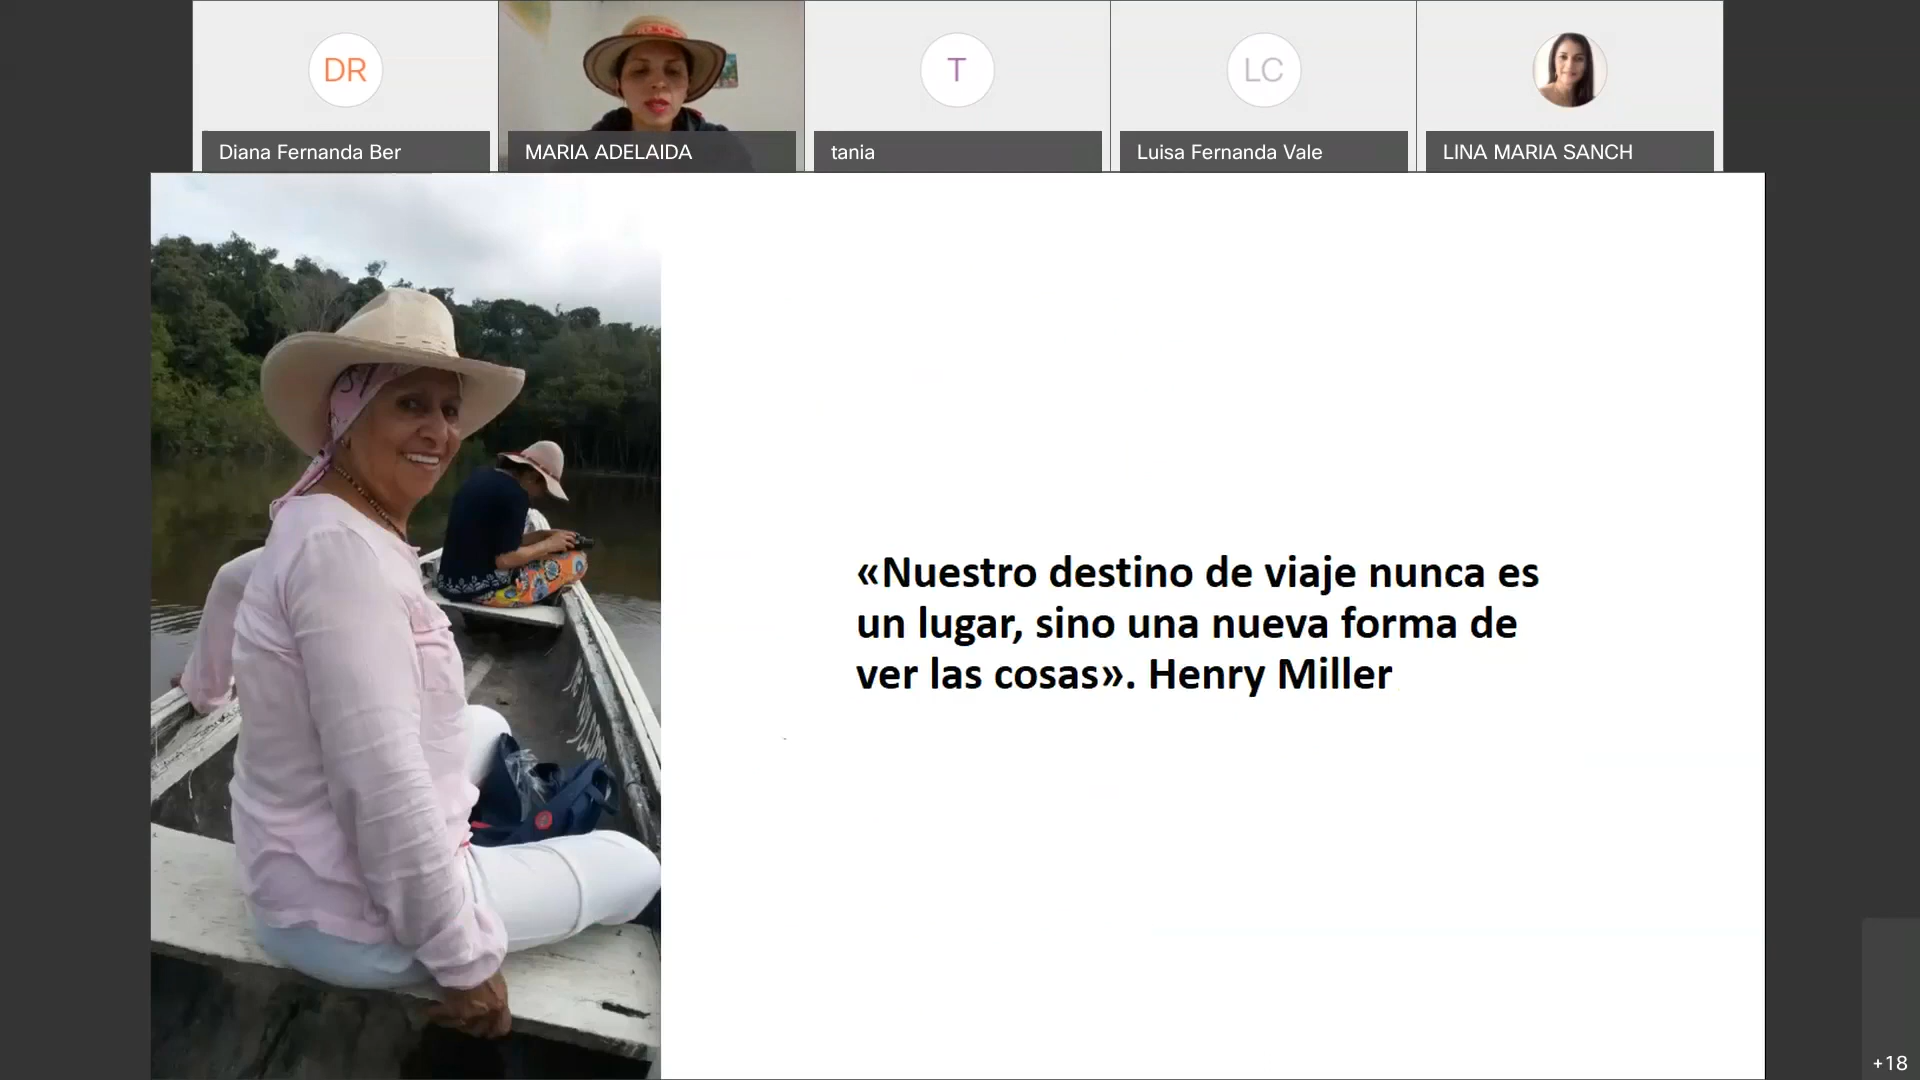 DR
T
LC
Diana Fernanda Ber
MARIA ADELAIDA
tania
Luisa Fernanda Vale
LINA MARIA SANCH
«Nuestro destino de viaje nunca es
un lugar, sino una nueva forma de
ver las cosas». Henry Miller
+18